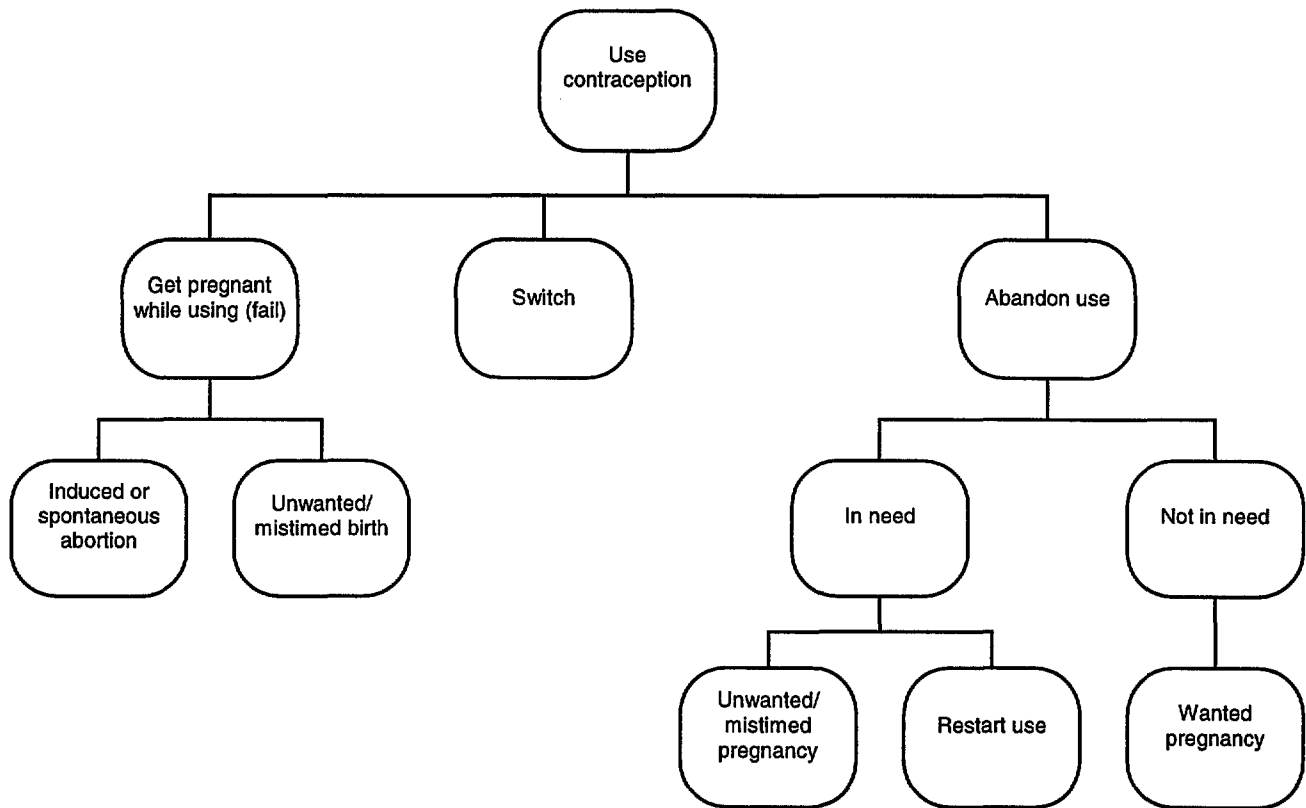 Use
contraception
Get pregnant
while using (fail)
Switch
Abandon use
Induced or
spontaneous
abortion
Unwanted/
mistimed birth
In need
Not in need
Unwanted/
mistimed
pregnancy
Restart use
Wanted
pregnancy